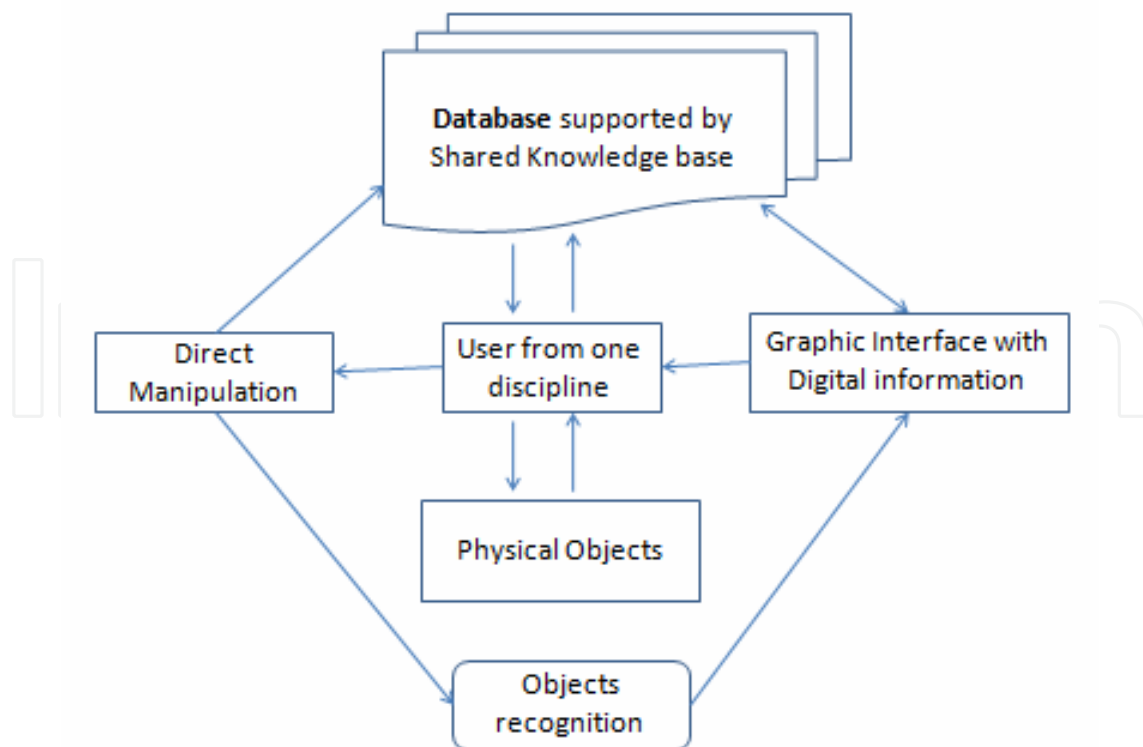 Database supported by
Shared Knowledge base
Direct
Manipulation
User from one
discipline
Graphic Interface with
Digital information
Physical Objects
Objects
recognition